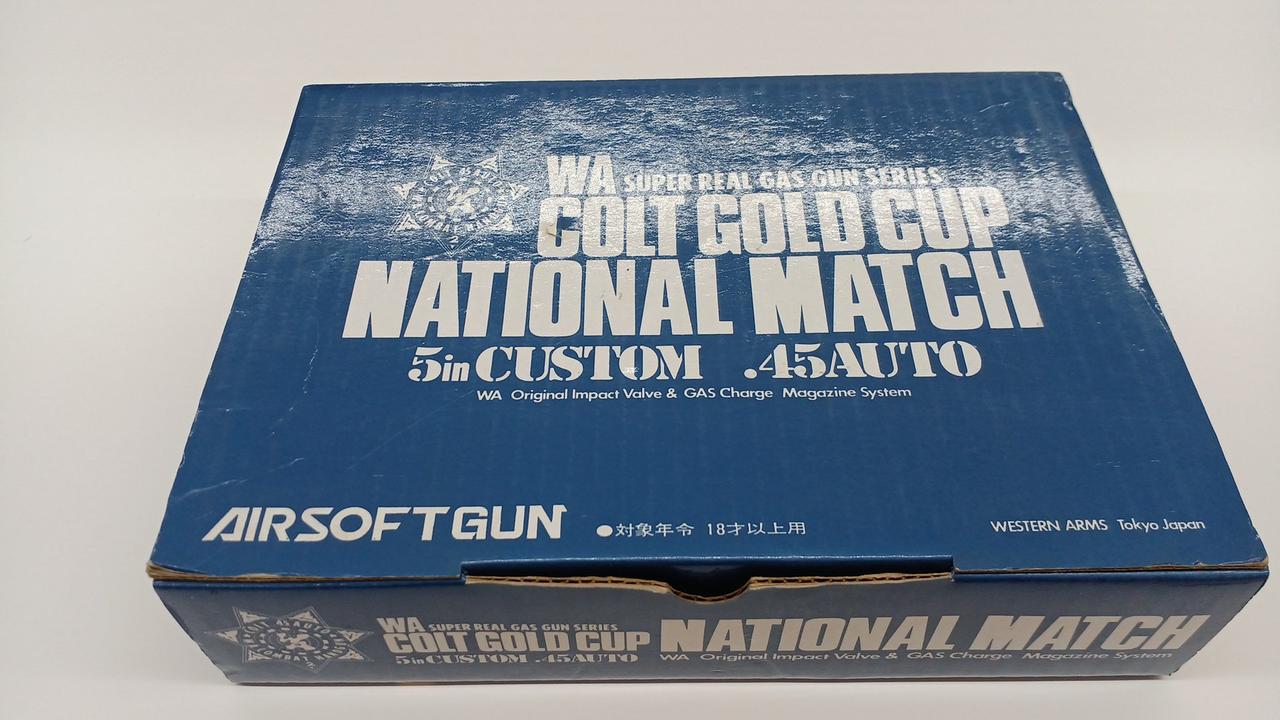 WA SUPER REAL GAS GUN SERIES
COLT GOLD CUP
NATIONAL MATCH
5in CUSTOM .45AUTO
WA Original Impact Valve & GAS Charge Magazine System
AIRSOFTGUN
●対象年令 18才以上用
WESTERN ARMS Tokyo Japan
WA SUPER REAL GAS GUN SERIES
COLT GOLD CUP
NATIONAL MATCH
5in CUSTOM .45AUTO
WA Original Impact Valve & GAS Charge Magazine System